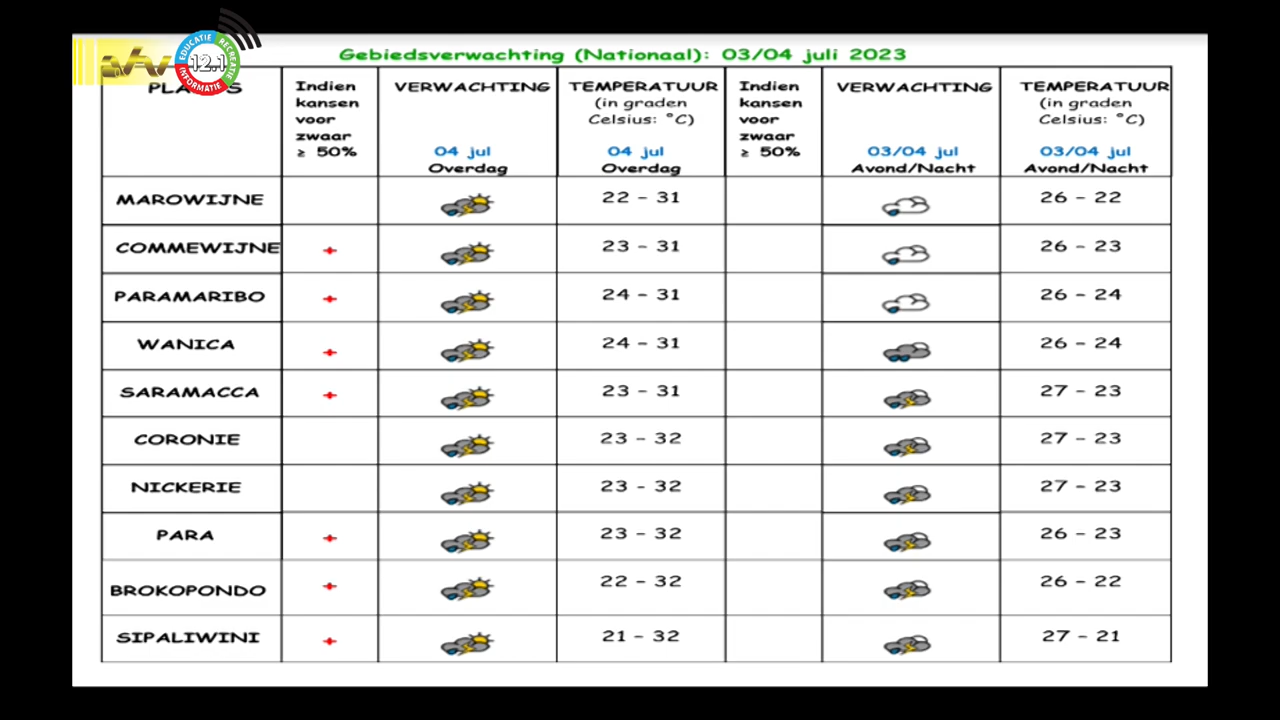 EDUCATIE
RECREATIE
INFORMATIE
12.1
Gebiedsverwachting (Nationaal): 03/04 juli 2023
Indien kansen voor zwaar ≥ 50% VERWACHTING 04 jul Overdag TEMPERATUUR (in graden Celsius: °C) 04 jul Overdag Indien kansen voor zwaar ≥ 50% VERWACHTING 03/04 jul Avond/Nacht TEMPERATUUR (in graden Celsius: °C) 03/04 jul Avond/Nacht
MAROWIJNE 22 - 31 26 - 22
COMMEWIJNE + 23 - 31 26 - 23
PARAMARIBO + 24 - 31 26 - 24
WANICA + 24 - 31 26 - 24
SARAMACCA + 23 - 31 27 - 23
CORONIE 23 - 32 27 - 23
NICKERIE 23 - 32 27 - 23
PARA + 23 - 32 26 - 23
BROKOPONDO + 22 - 32 26 - 22
SIPALIWINI + 21 - 32 27 - 21